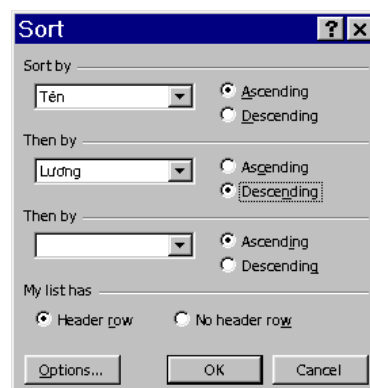 Sort
Sort by
Tên
Ascending
Descending
Then by
Lương
Ascending
Descending
Then by
Ascending
Descending
My list has
Header row
No header row
Options...
OK
Cancel